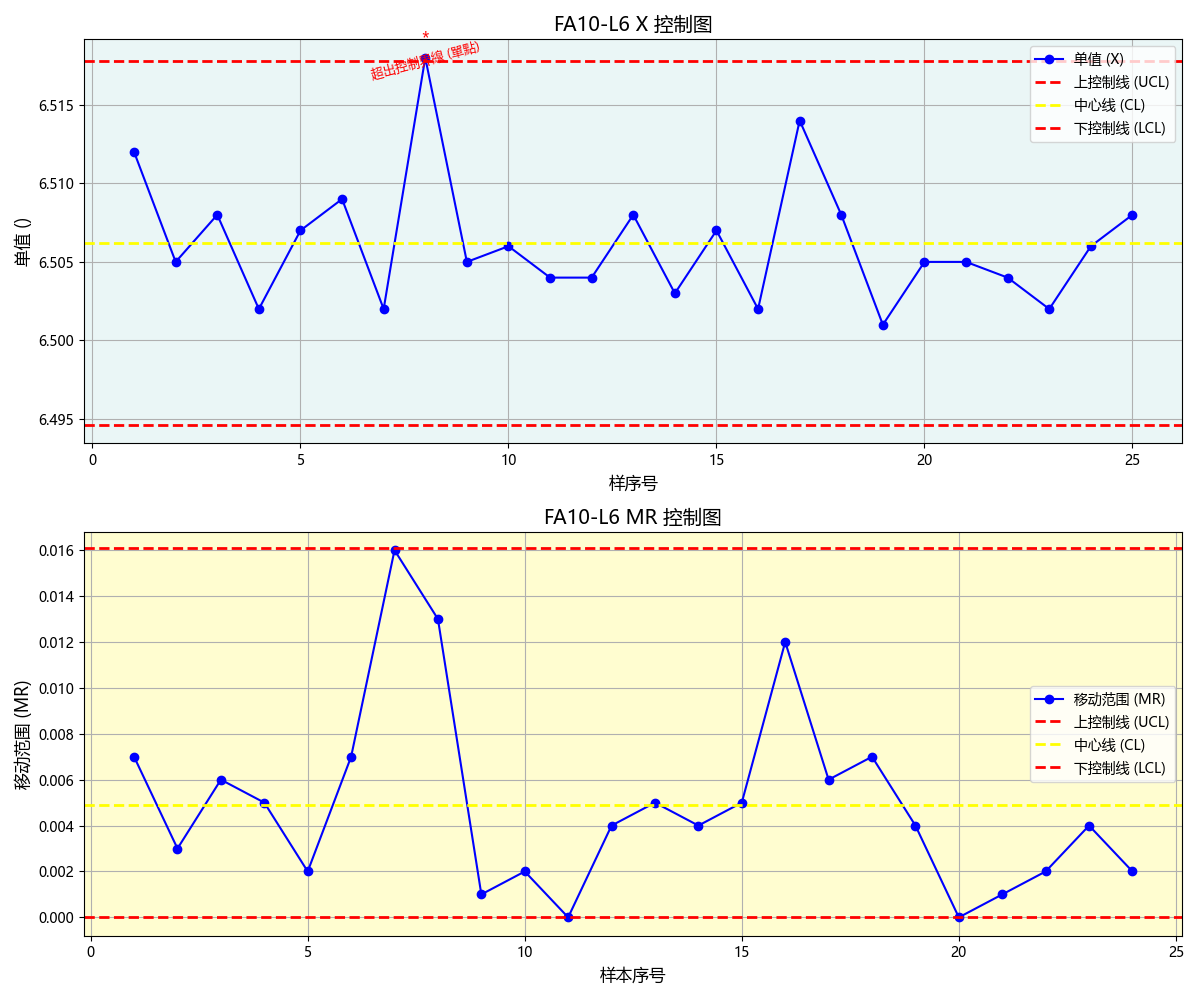 FA10-L6 X 控制图
*
超出控制界線 (單點)
单值 (X)
上控制线 (UCL)
中心线 (CL)
下控制线 (LCL)
6.515
6.510
6.505
6.500
6.495
单值 ()
0 5 10 15 20 25
样序号
FA10-L6 MR 控制图
0.016
0.014
0.012
0.010
0.008
0.006
0.004
0.002
0.000
移动范围 (MR)
移动范围 (MR)
上控制线 (UCL)
中心线 (CL)
下控制线 (LCL)
0 5 10 15 20 25
样本序号